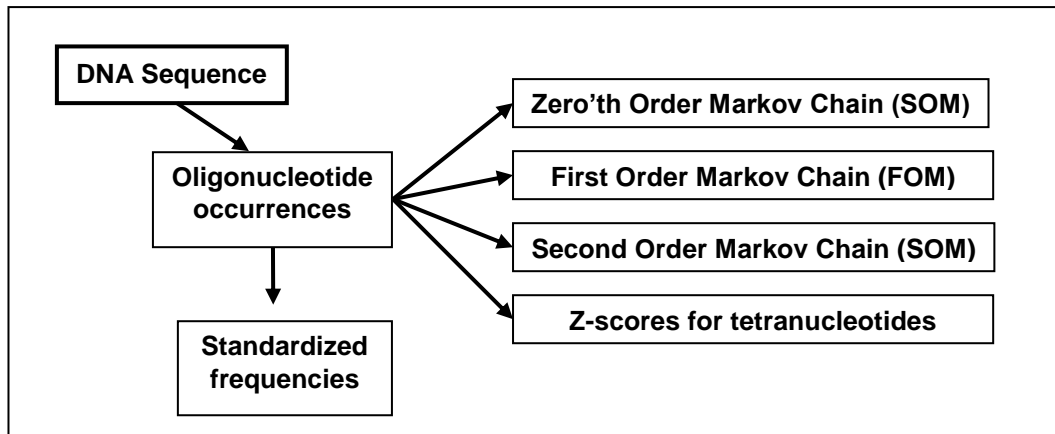 DNA Sequence
Oligonucleotide
occurrences
Standardized
frequencies
Zero’th Order Markov Chain (SOM)
First Order Markov Chain (FOM)
Second Order Markov Chain (SOM)
Z-scores for tetranucleotides